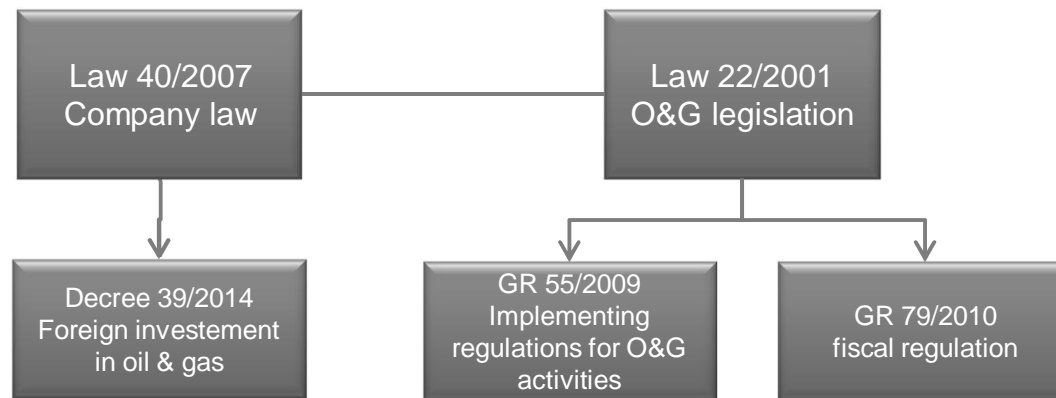 Law 40/2007
Company law
Law 22/2001
O&G legislation
Decree 39/2014
Foreign investement
in oil & gas
GR 55/2009
Implementing
regulations for O&G
activities
GR 79/2010
fiscal regulation